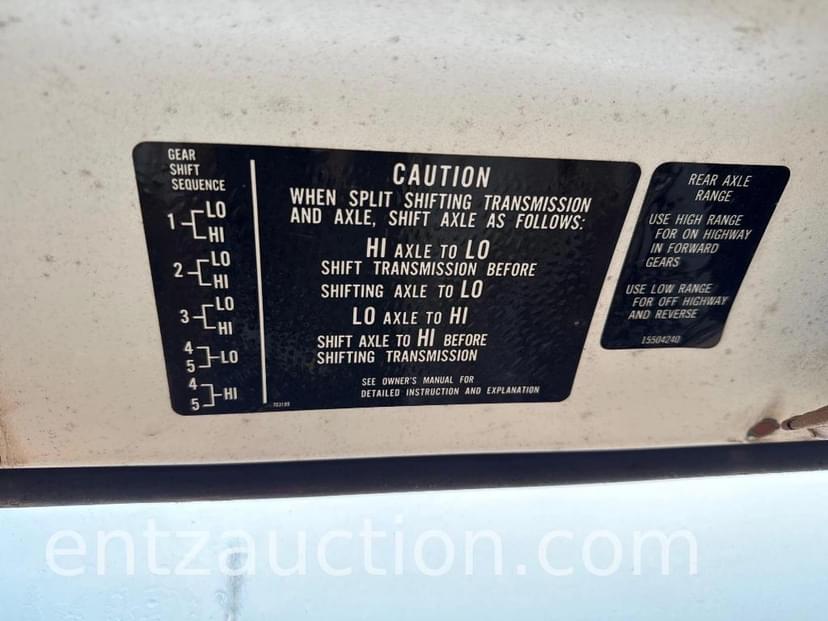 GEAR
SHIFT
SEQUENCE
1 LO
HI
2 LO
HI
3 LO
HI
4
5 LO
4
5 HI
CAUTION
WHEN SPLIT SHIFTING TRANSMISSION
AND AXLE, SHIFT AXLE AS FOLLOWS:
HI AXLE TO LO
SHIFT TRANSMISSION BEFORE
SHIFTING AXLE TO LO
LO AXLE TO HI
SHIFT AXLE TO HI BEFORE
SHIFTING TRANSMISSION
SEE OWNER'S MANUAL FOR
DETAILED INSTRUCTION AND EXPLANATION
REAR AXLE
RANGE
USE HIGH RANGE
FOR ON HIGHWAY
IN FORWARD
GEARS
USE LOW RANGE
FOR OFF HIGHWAY
AND REVERSE
15504240
entzauction.com